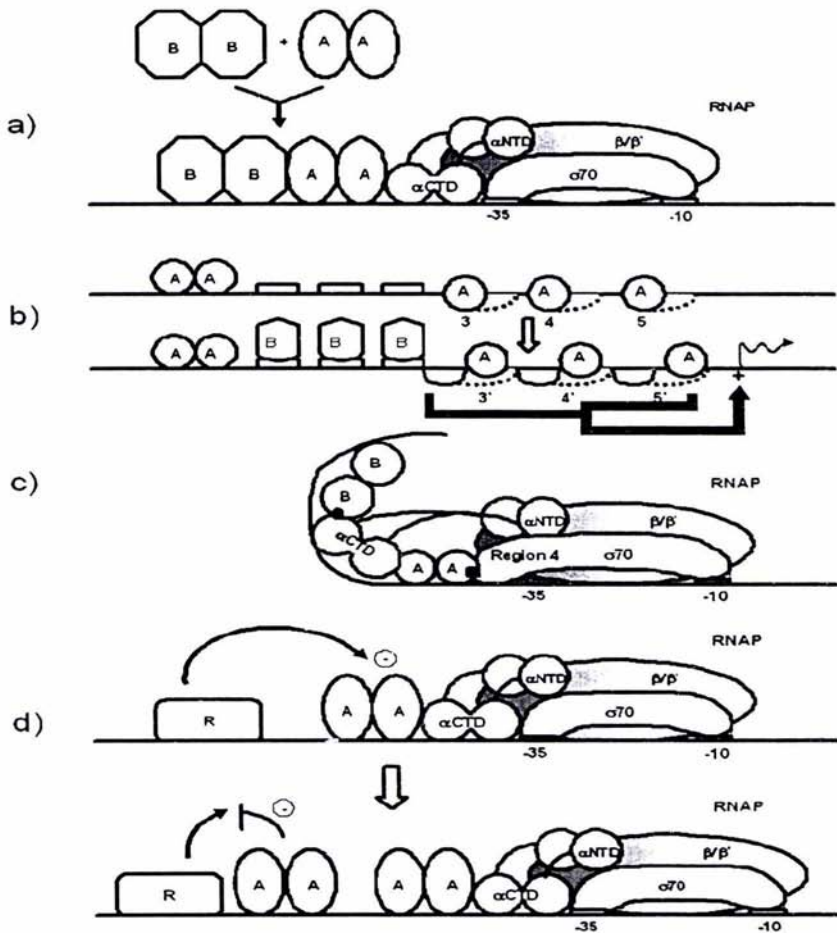 a)
B B + A A
RNAP
αNTD β/β'
B B A A αCTD σ70
-35 -10
b)
A A A A A
3 4 5
A A B B B A A A
3' 4' 5' +
c)
B
RNAP
B
αNTD β/β'
αCTD
A A Region 4 σ70
-35 -10
d)
-
RNAP
αNTD β/β'
R A A αCTD σ70
-35 -10
-
RNAP
αNTD β/β'
R A A A A αCTD σ70
-35 -10